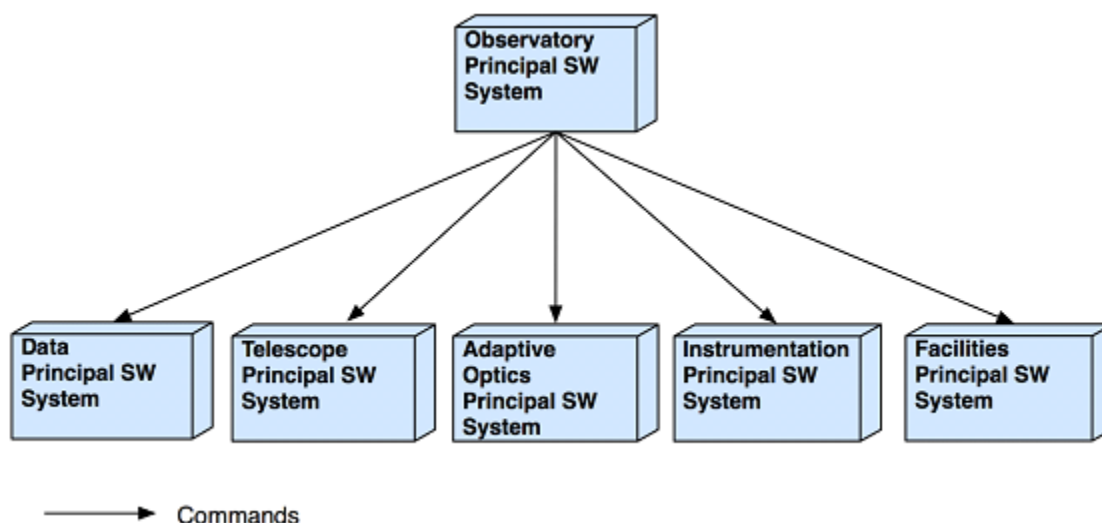 Observatory
Principal SW
System
Data
Principal SW
System
Telescope
Principal SW
System
Adaptive
Optics
Principal SW
System
Instrumentation
Principal SW
System
Facilities
Principal SW
System
Commands